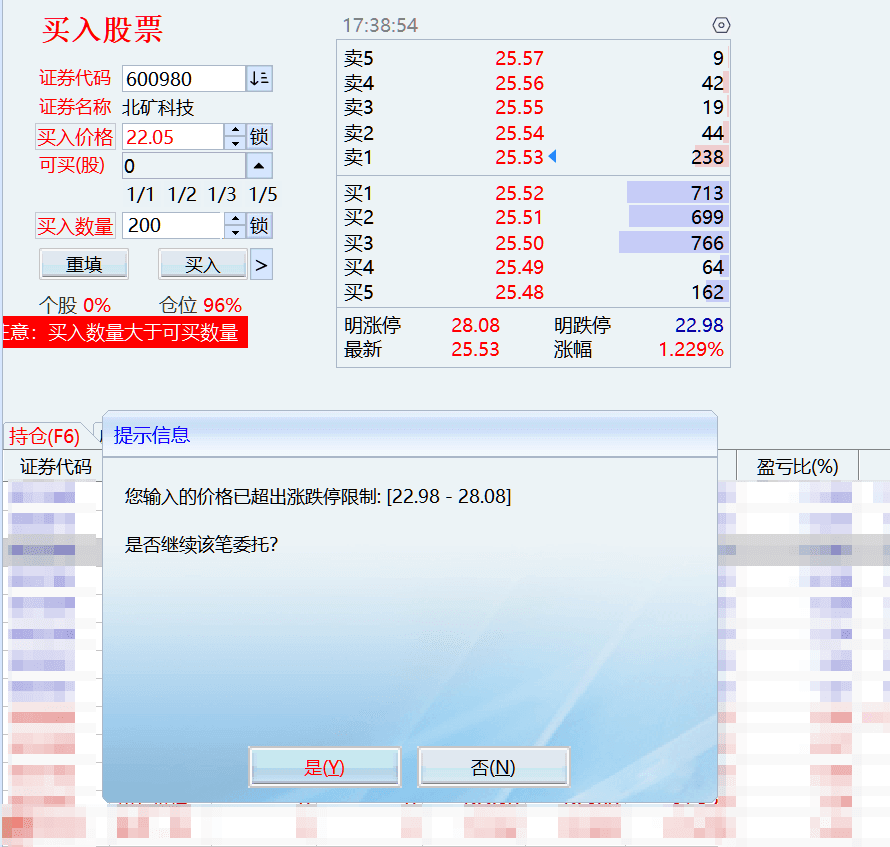 买入股票
证券代码 600980
证券名称 北矿科技
买入价格 22.05 锁
可买(股) 0
1/1 1/2 1/3 1/5
买入数量 200 锁
重填 买入 >
个股 0% 仓位 96%
注意：买入数量大于可买数量
17:38:54
卖5 25.57 9
卖4 25.56 42
卖3 25.55 19
卖2 25.54 44
卖1 25.53 238
买1 25.52 713
买2 25.51 699
买3 25.50 766
买4 25.49 64
买5 25.48 162
明涨停 28.08 明跌停 22.98
最新 25.53 涨幅 1.229%
持仓(F6)
证券代码 盈亏比(%)
提示信息
您输入的价格已超出涨跌停限制: [22.98 - 28.08]
是否继续该笔委托?
是(Y) 否(N)